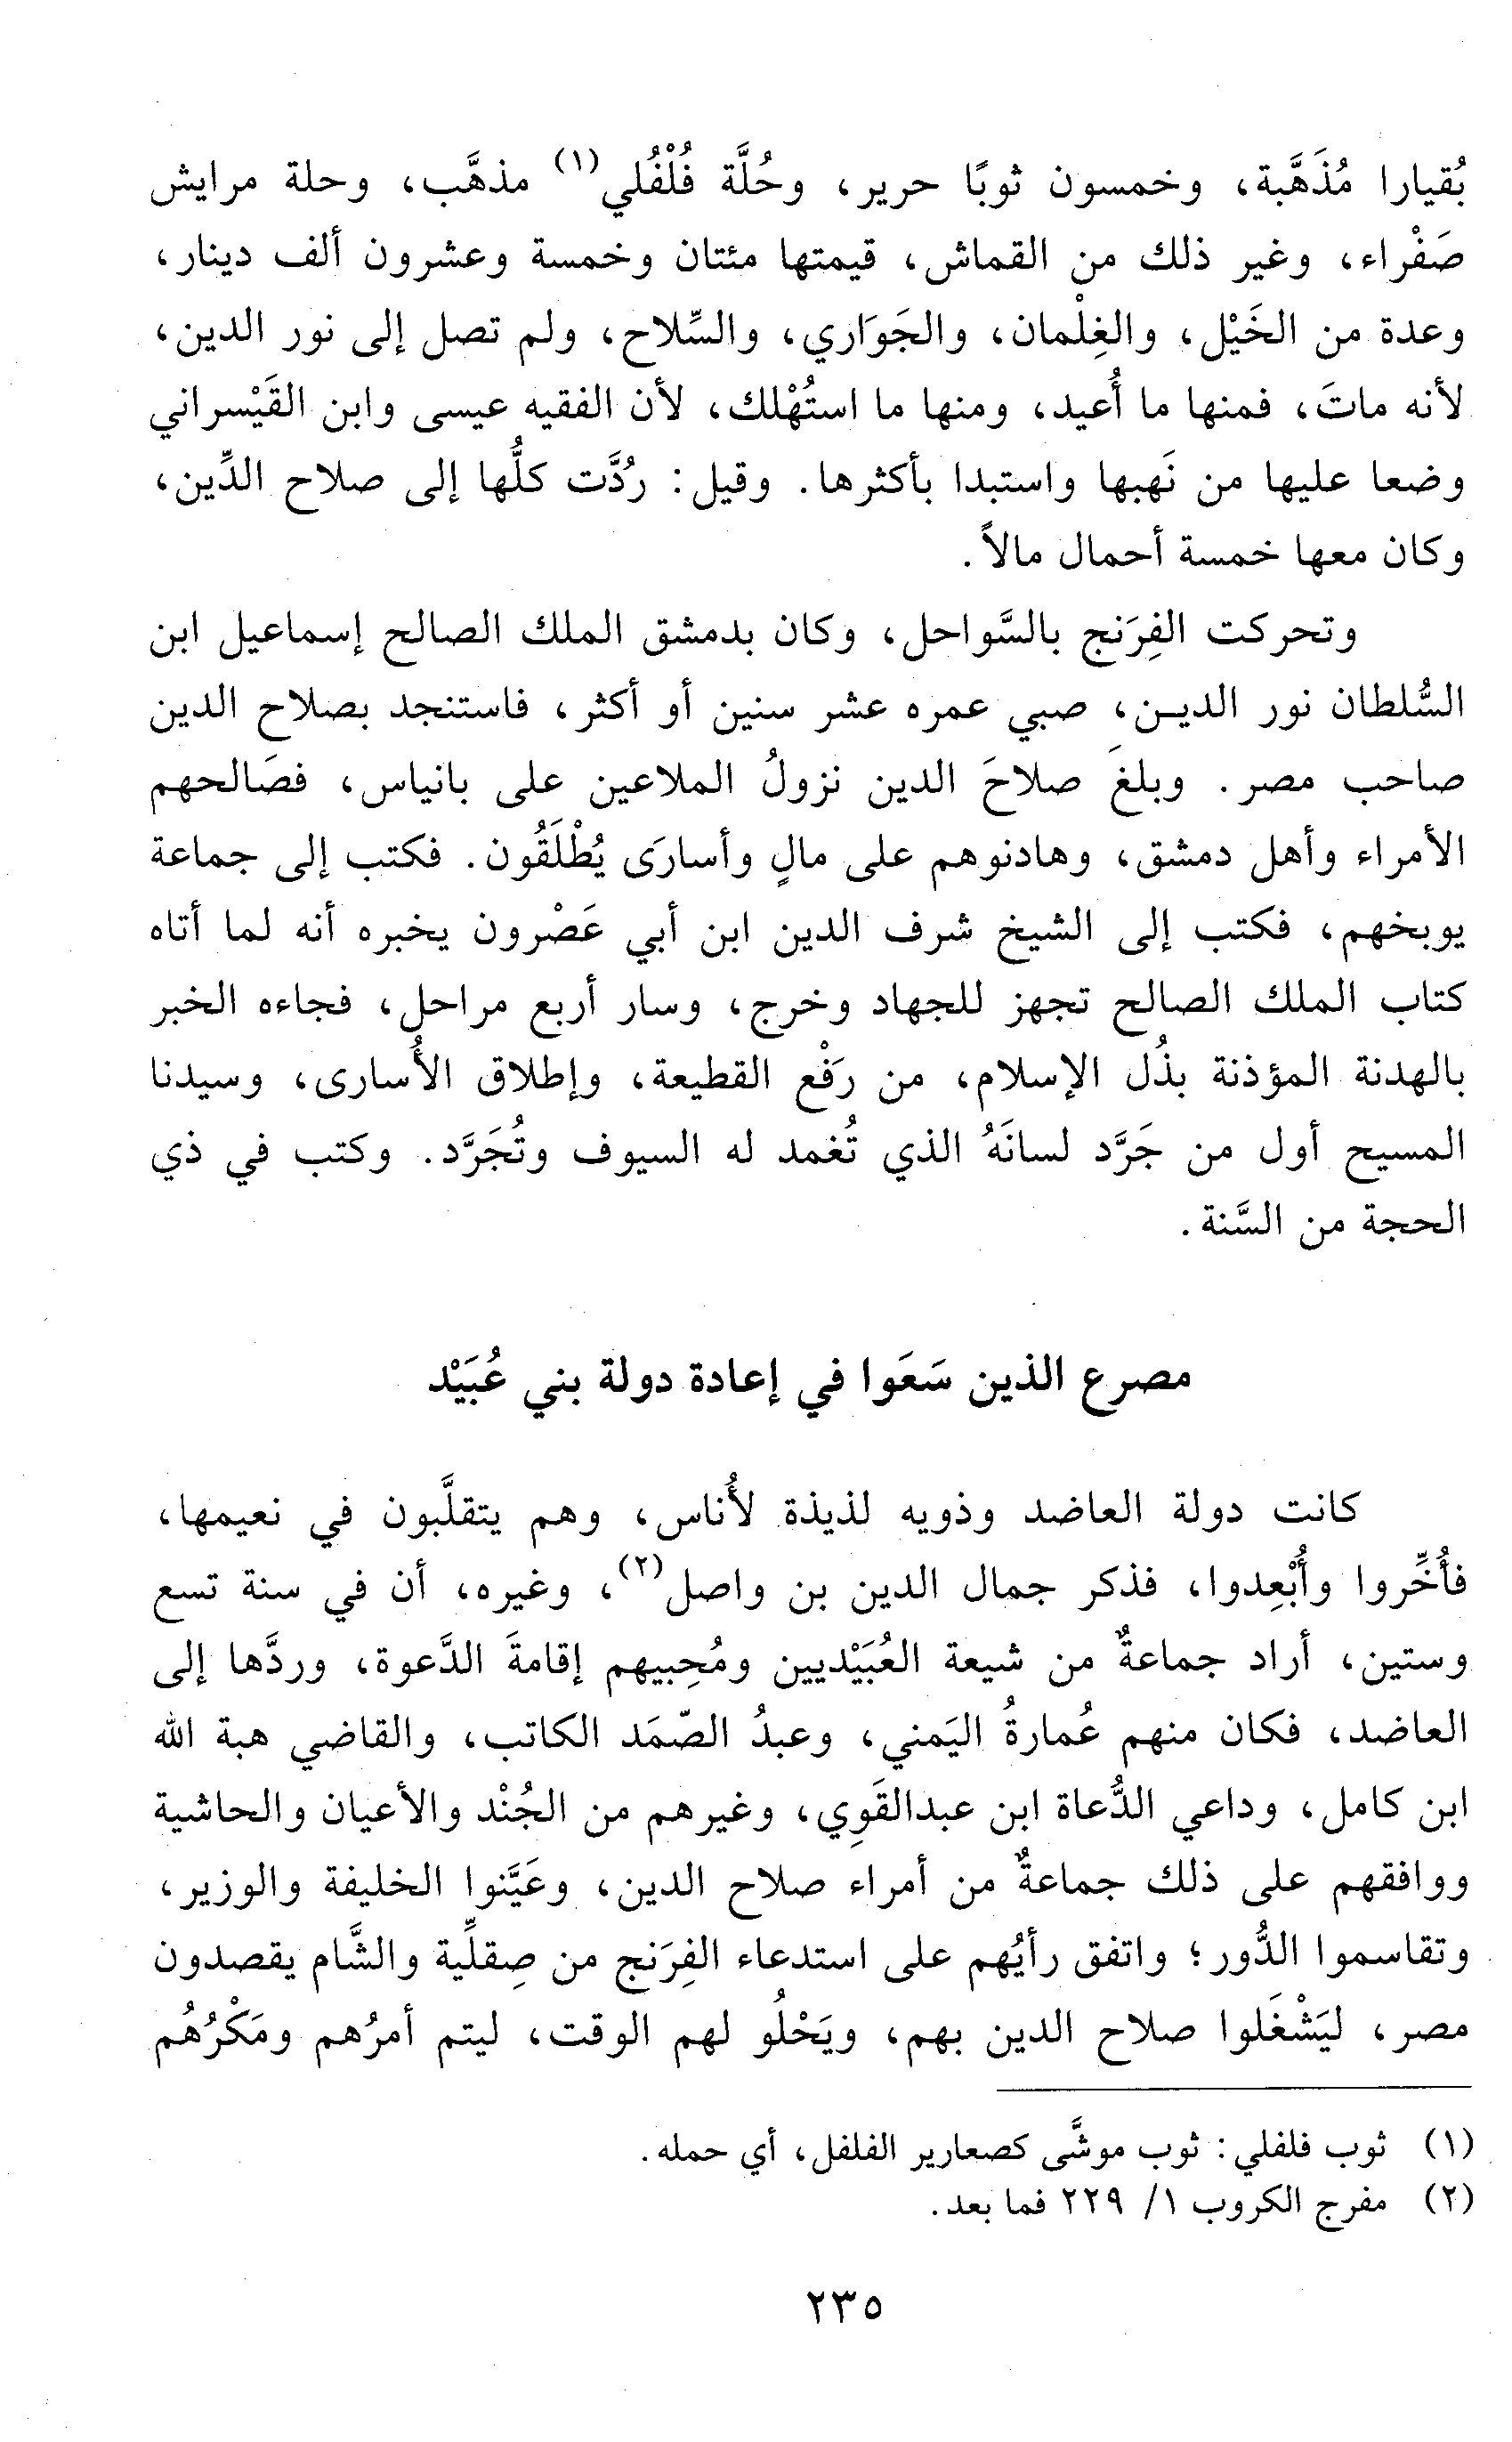 بُقيارا مُذَهَّبة، وخمسون ثوبًا حرير، وحُلَّة فُلْفُلي(١) مذهَّب، وحلة مرايش
صَفْراء، وغير ذلك من القماش، قيمتها مئتان وخمسة وعشرون ألف دينار،
وعدة من الخَيْل، والغِلْمان، والجَوَاري، والسِّلاح، ولم تصل إلى نور الدين،
لأنه ماتَ، فمنها ما أُعيد، ومنها ما استُهْلك، لأن الفقيه عيسى وابن القَيْسراني
وضعا عليها من نَهبها واستبدا بأكثرها. وقيل: رُدَّت كلُّها إلى صلاح الدِّين،
وكان معها خمسة أحمال مالاً.
وتحركت الفِرَنج بالسَّواحل، وكان بدمشق الملك الصالح إسماعيل ابن
السُّلطان نور الديـن، صبي عمره عشر سنين أو أكثر، فاستنجد بصلاح الدين
صاحب مصر. وبلغَ صلاحَ الدين نزولُ الملاعين على بانياس، فصَالحهم
الأمراء وأهل دمشق، وهادنوهم على مالٍ وأسارَى يُطْلَقُون. فكتب إلى جماعة
يوبخهم، فكتب إلى الشيخ شرف الدين ابن أبي عَصْرون يخبره أنه لما أتاه
كتاب الملك الصالح تجهز للجهاد وخرج، وسار أربع مراحل، فجاءه الخبر
بالهدنة المؤذنة بذُل الإسلام، من رَفْع القطيعة، وإطلاق الأُسارى، وسيدنا
المسيح أول من جَرَّد لسانَهُ الذي تُغمد له السيوف وتُجَرَّد. وكتب في ذي
الحجة من السَّنة.
مصرع الذين سَعَوا في إعادة دولة بني عُبَيْد
كانت دولة العاضد وذويه لذيذة لأُناس، وهم يتقلَّبون في نعيمها،
فأُخِّروا وأُبْعِدوا، فذكر جمال الدين بن واصل(٢)، وغيره، أن في سنة تسع
وستين، أراد جماعةٌ من شيعة العُبَيْديين ومُحِبيهم إقامةَ الدَّعوة، وردَّها إلى
العاضد، فكان منهم عُمارةُ اليَمني، وعبدُ الصّمَد الكاتب، والقاضي هبة الله
ابن كامل، وداعي الدُّعاة ابن عبدالقَوِي، وغيرهم من الجُنْد والأعيان والحاشية
ووافقهم على ذلك جماعةٌ من أمراء صلاح الدين، وعَيَّنوا الخليفة والوزير،
وتقاسموا الدُّور؛ واتفق رأيُهم على استدعاء الفِرَنج من صِقلِّية والشَّام يقصدون
مصر، ليَشْغَلوا صلاح الدين بهم، ويَخْلُو لهم الوقت، ليتم أمرُهم ومَكْرُهُم
(١) ثوب فلفلي: ثوب موشَّى كصعارير الفلفل، أي حمله.
(٢) مفرج الكروب ١/ ٢٢٩ فما بعد.
٢٣٥